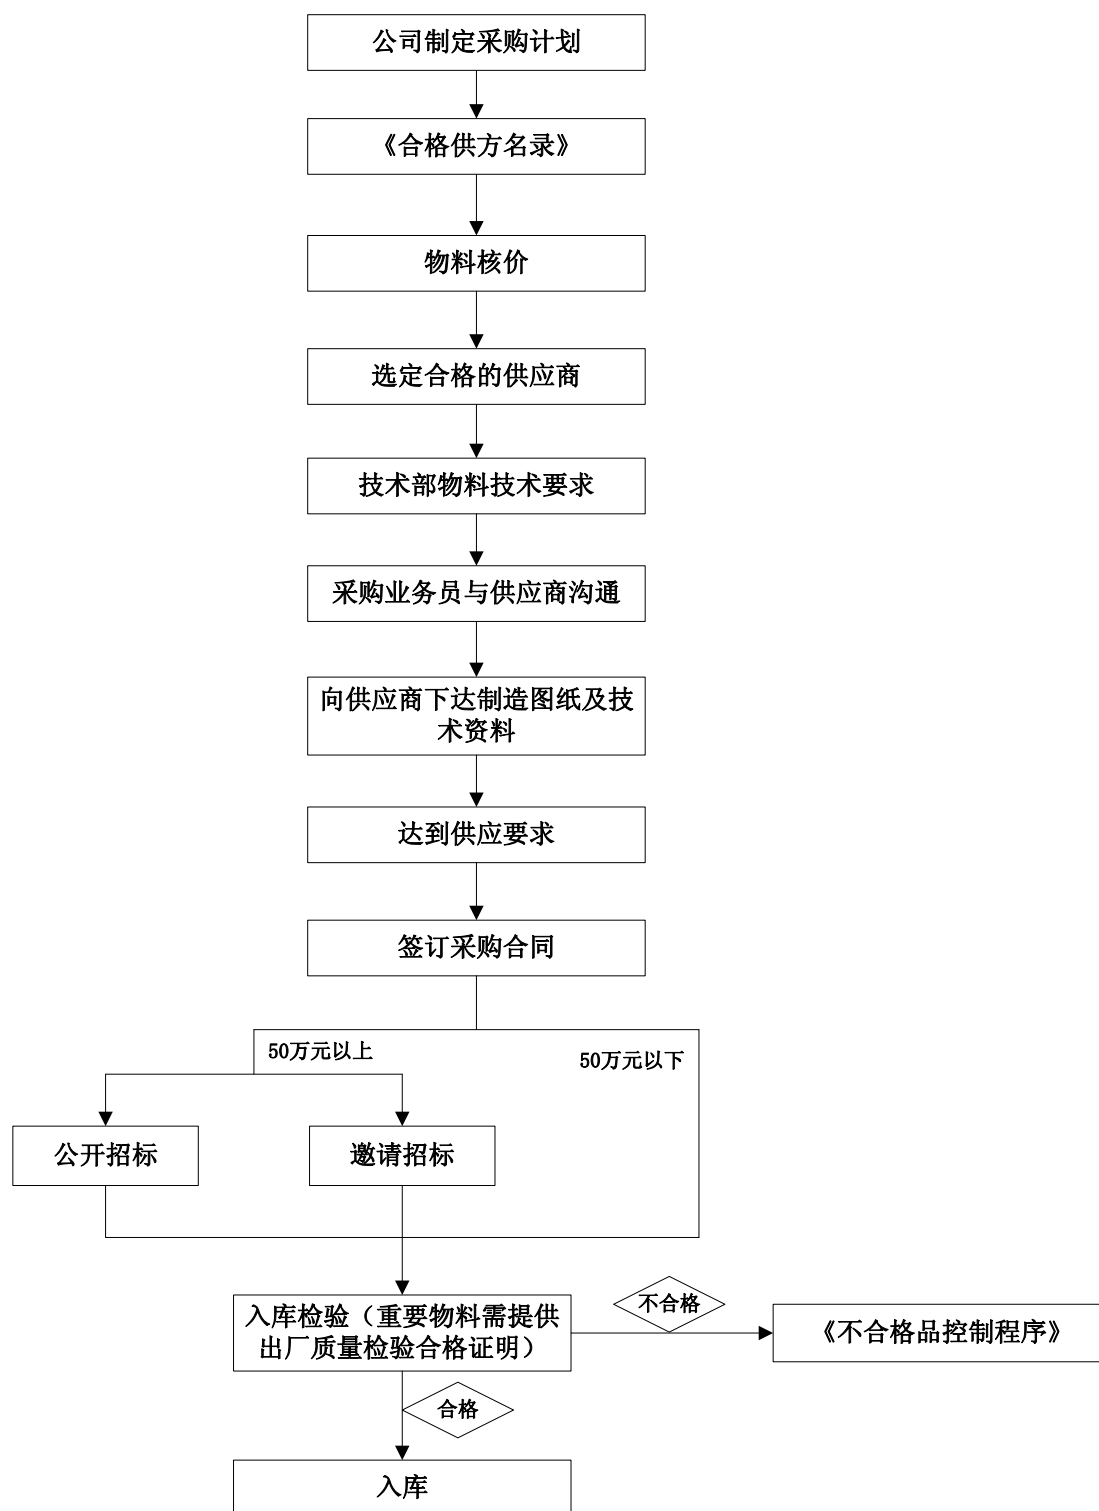 公司制定采购计划
《合格供方名录》
物料核价
选定合格的供应商
技术部物料技术要求
采购业务员与供应商沟通
向供应商下达制造图纸及技
术资料
达到供应要求
签订采购合同
50万元以上
50万元以下
公开招标
邀请招标
入库检验（重要物料需提供
出厂质量检验合格证明）
不合格
《不合格品控制程序》
合格
入库